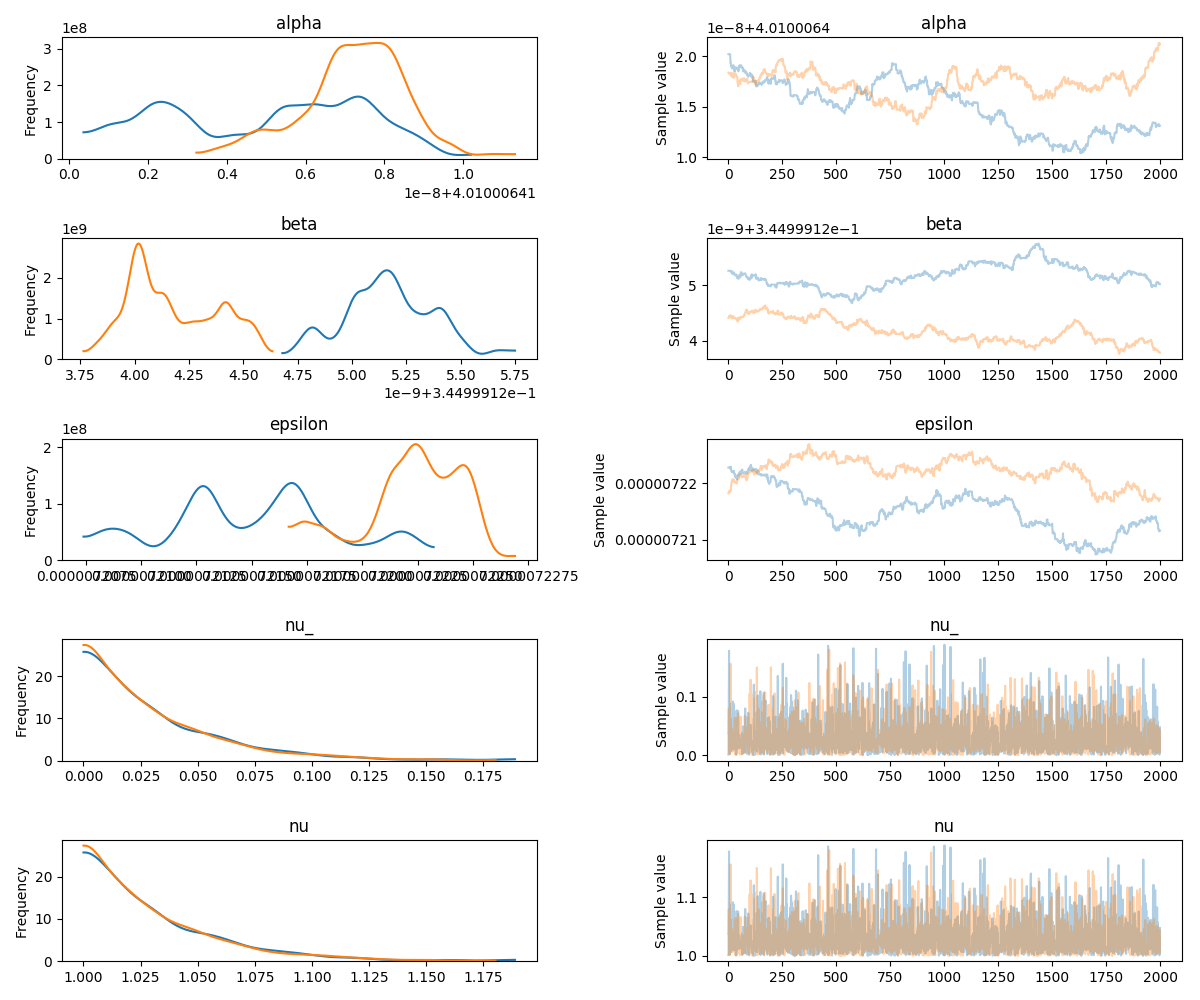 alpha
1e8
Frequency
3
2
1
0
0.0 0.2 0.4 0.6 0.8 1.0
1e−8+4.01000641
alpha
1e−8+4.0100064
Sample value
2.0
1.5
1.0
0 250 500 750 1000 1250 1500 1750 2000
beta
1e9
Frequency
2
1
0
3.75 4.00 4.25 4.50 4.75 5.00 5.25 5.50 5.75
1e−9+3.4499912e−1
beta
1e−9+3.4499912e−1
Sample value
5
4
0 250 500 750 1000 1250 1500 1750 2000
epsilon
1e8
Frequency
2
1
0
epsilon
Sample value
0.00000722
0.00000721
0 250 500 750 1000 1250 1500 1750 2000
nu_
Frequency
20
10
0
0.000 0.025 0.050 0.075 0.100 0.125 0.150 0.175
nu_
Sample value
0.1
0.0
0 250 500 750 1000 1250 1500 1750 2000
nu
Frequency
20
10
0
1.000 1.025 1.050 1.075 1.100 1.125 1.150 1.175
nu
Sample value
1.1
1.0
0 250 500 750 1000 1250 1500 1750 2000